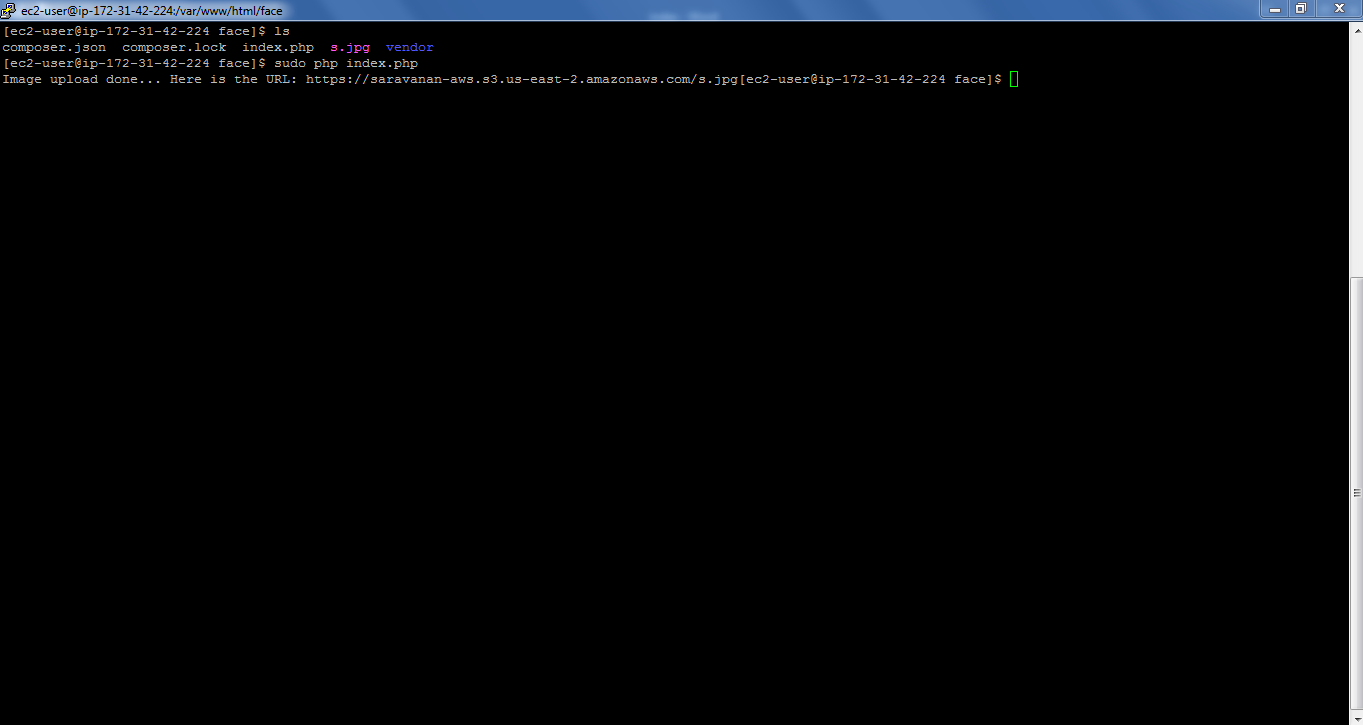 ec2-user@ip-172-31-42-224:/var/www/html/face
[ec2-user@ip-172-31-42-224 face]$ ls
composer.json  composer.lock  index.php  s.jpg  vendor
[ec2-user@ip-172-31-42-224 face]$ sudo php index.php
Image upload done... Here is the URL: https://saravanan-aws.s3.us-east-2.amazonaws.com/s.jpg[ec2-user@ip-172-31-42-224 face]$